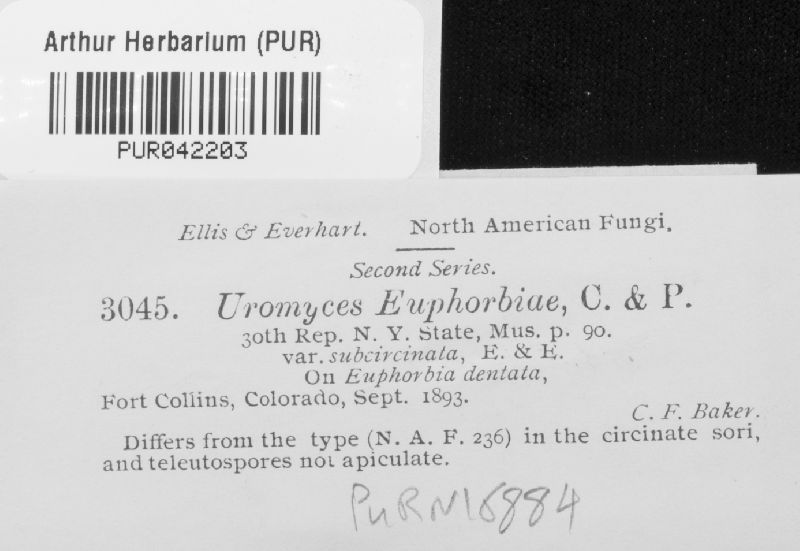 Arthur Herbarium (PUR)
PUR042203
Ellis & Everhart. North American Fungi.
Second Series.
3045. Uromyces Euphorbiae, C. & P.
30th Rep. N. Y. State, Mus. p. 90.
var. subcircinata, E. & E.
On Euphorbia dentata,
Fort Collins, Colorado, Sept. 1893.
C. F. Baker.
Differs from the type (N. A. F. 236) in the circinate sori,
and teleutospores not apiculate.
PURN16884